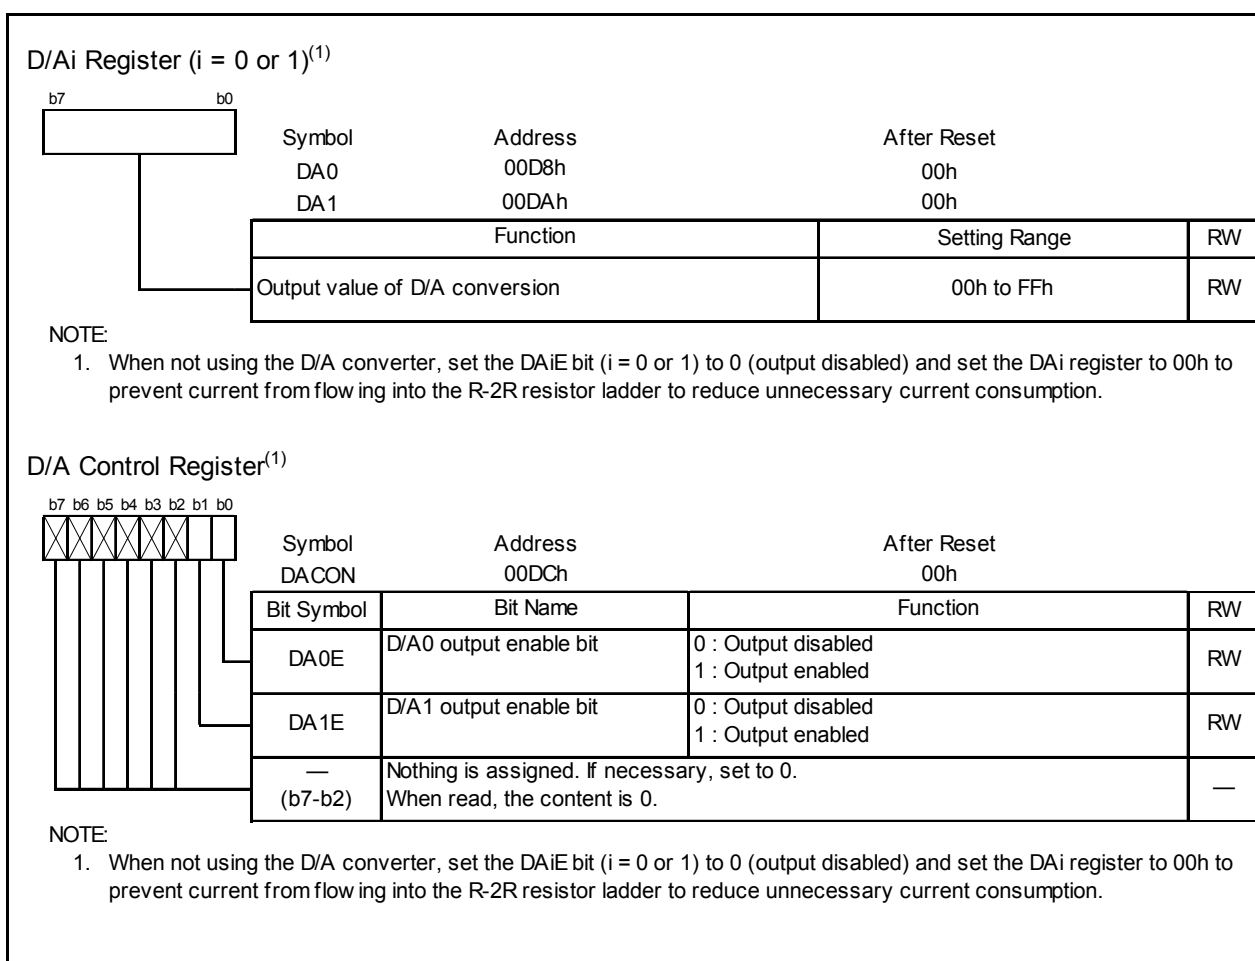 D/Ai Register (i = 0 or 1)(1)
b7 b0
Symbol Address After Reset
DA0 00D8h 00h
DA1 00DAh 00h
Function Setting Range RW
Output value of D/A conversion 00h to FFh RW
NOTE:
1. When not using the D/A converter, set the DAiE bit (i = 0 or 1) to 0 (output disabled) and set the DAi register to 00h to
prevent current from flowing into the R-2R resistor ladder to reduce unnecessary current consumption.
D/A Control Register(1)
b7 b6 b5 b4 b3 b2 b1 b0
Symbol Address After Reset
DACON 00DCh 00h
Bit Symbol Bit Name Function RW
DA0E D/A0 output enable bit 0 : Output disabled RW
1 : Output enabled
DA1E D/A1 output enable bit 0 : Output disabled RW
1 : Output enabled
— Nothing is assigned. If necessary, set to 0. —
(b7-b2) When read, the content is 0.
NOTE:
1. When not using the D/A converter, set the DAiE bit (i = 0 or 1) to 0 (output disabled) and set the DAi register to 00h to
prevent current from flowing into the R-2R resistor ladder to reduce unnecessary current consumption.